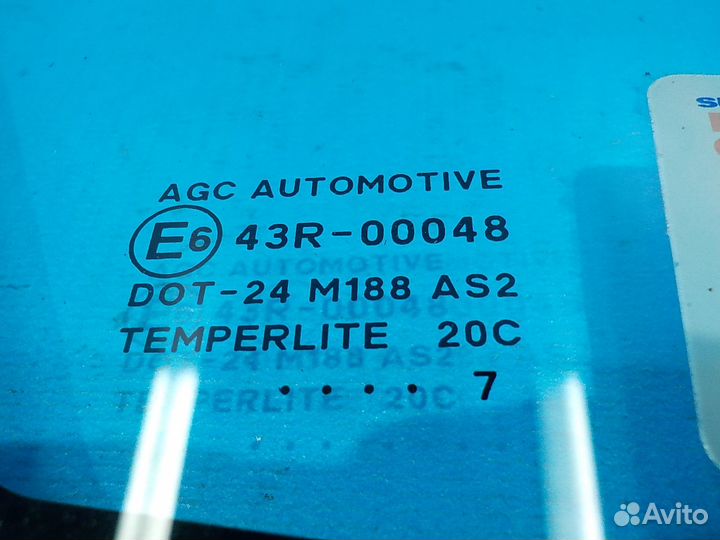 AGC AUTOMOTIVE
E6 43R-00048
DOT-24 M188 AS2
TEMPERLITE 20C
.... 7
Avito